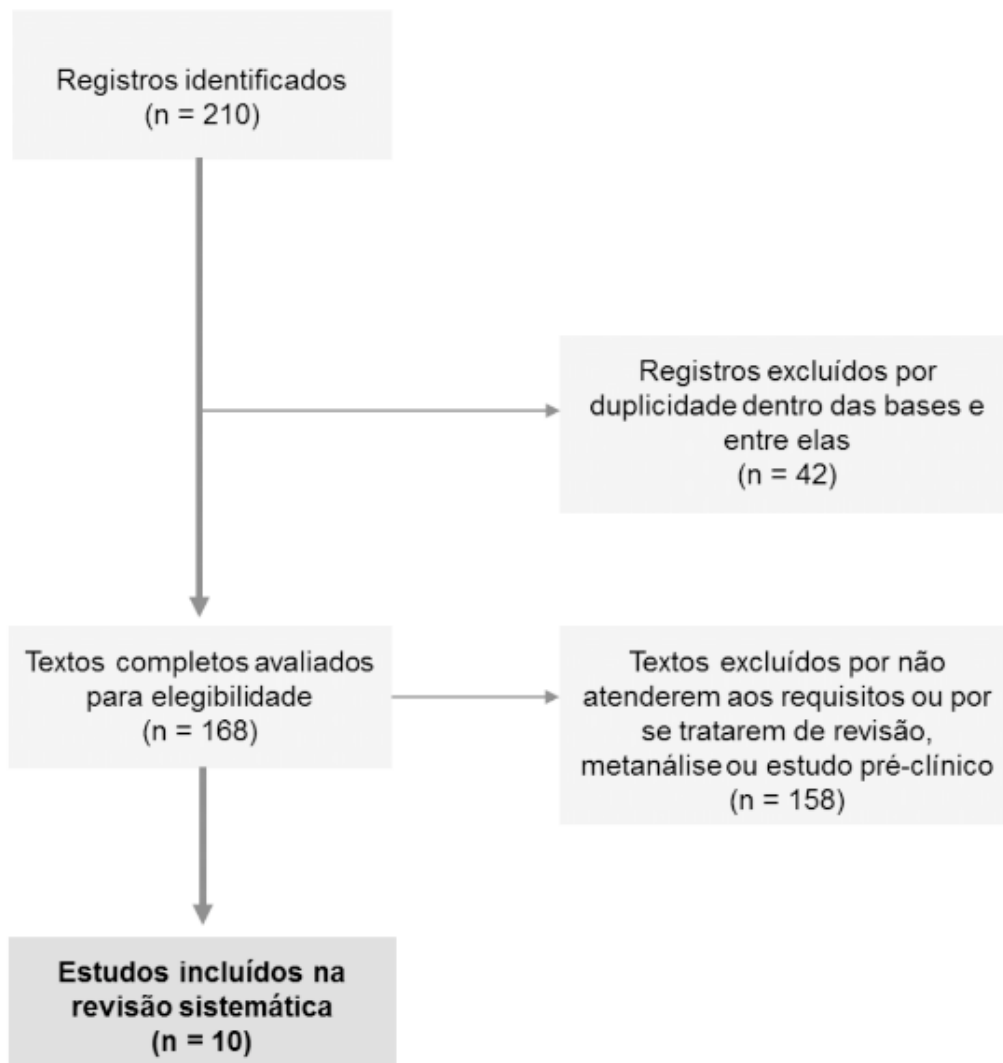 Registros identificados
(n = 210)
Registros excluídos por
duplicidade dentro das bases e
entre elas
(n = 42)
Textos completos avaliados
para elegibilidade
(n = 168)
Textos excluídos por não
atenderem aos requisitos ou por
se tratarem de revisão,
metanálise ou estudo pré-clínico
(n = 158)
Estudos incluídos na
revisão sistemática
(n = 10)